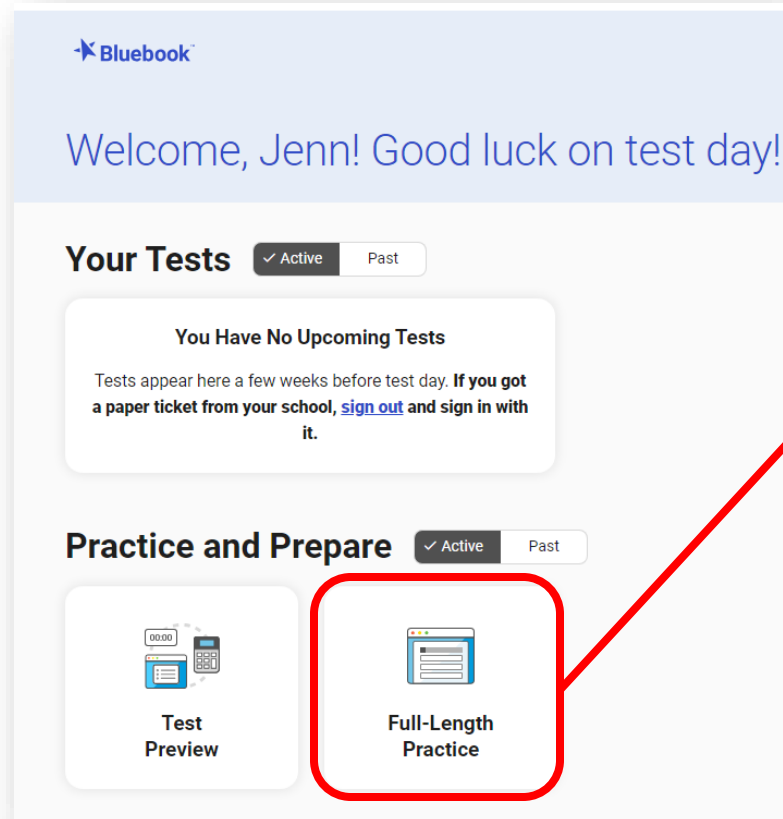 Bluebook™
Welcome, Jenn! Good luck on test day!
Your Tests ✓ Active Past
You Have No Upcoming Tests
Tests appear here a few weeks before test day. If you got
a paper ticket from your school, sign out and sign in with
it.
Practice and Prepare ✓ Active Past
00:00
Test
Preview
Full-Length
Practice